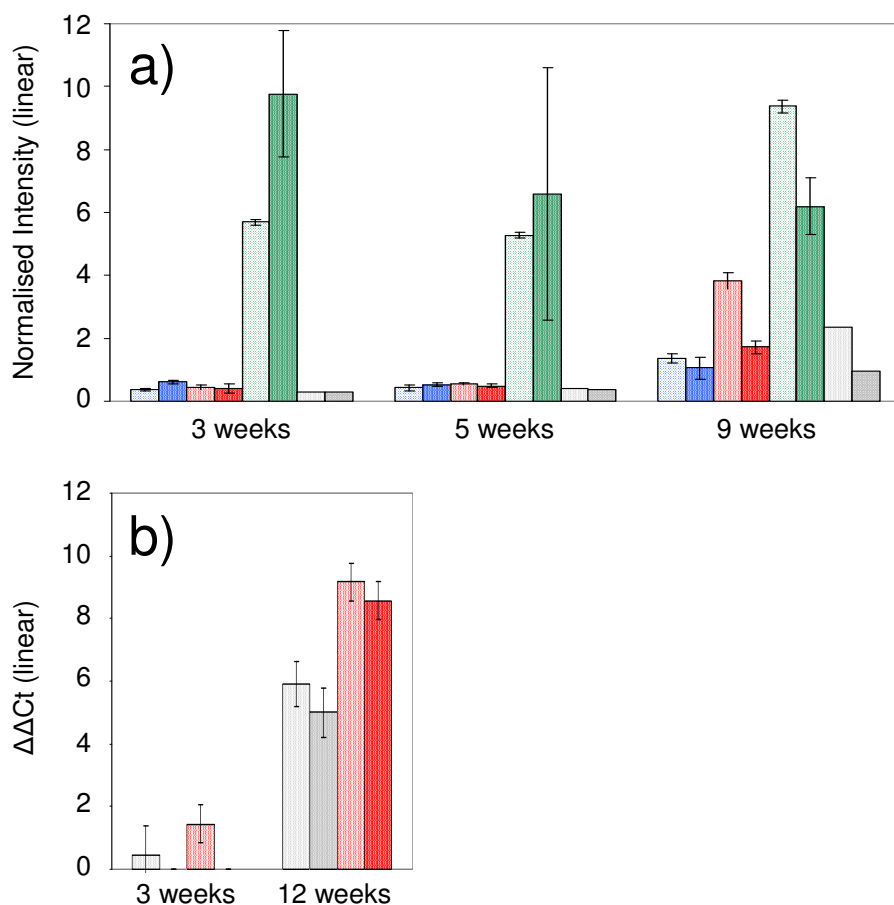 a)
Normalised Intensity (linear)
12
10
8
6
4
2
0
3 weeks
5 weeks
9 weeks
b)
ΔΔCt (linear)
12
10
8
6
4
2
0
3 weeks
12 weeks